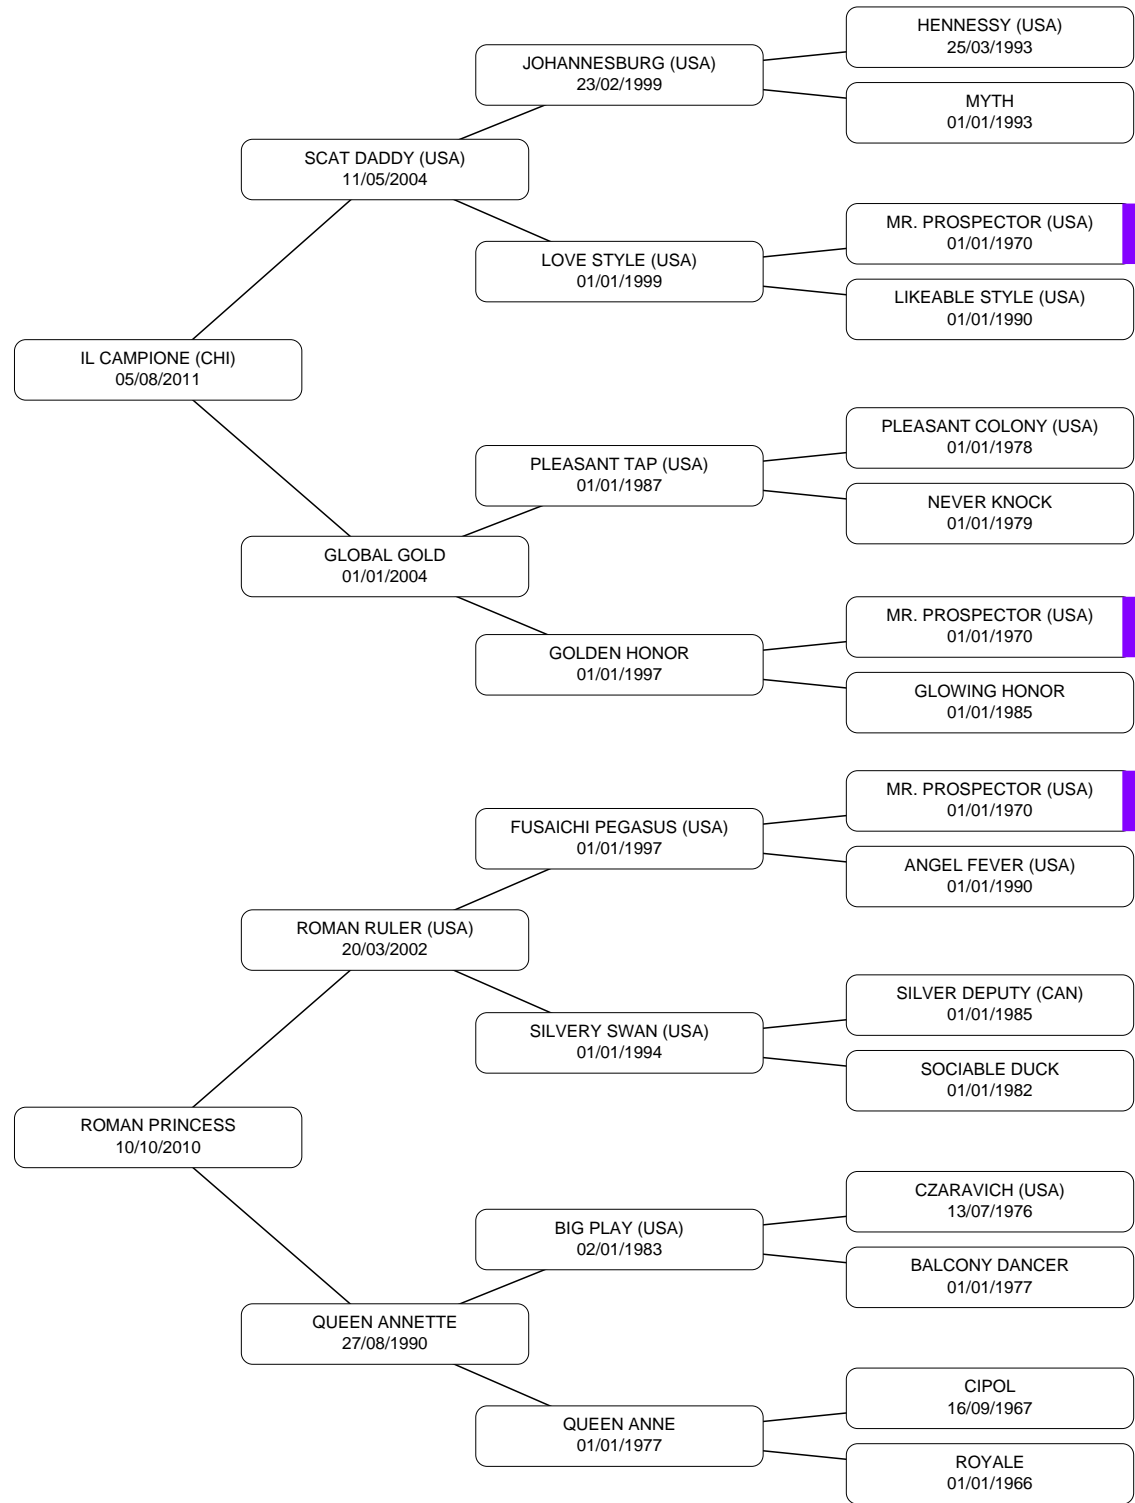 HENNESSY (USA)
25/03/1993
JOHANNESBURG (USA)
23/02/1999
MYTH
01/01/1993
SCAT DADDY (USA)
11/05/2004
MR. PROSPECTOR (USA)
01/01/1970
LOVE STYLE (USA)
01/01/1999
LIKEABLE STYLE (USA)
01/01/1990
IL CAMPIONE (CHI)
05/08/2011
PLEASANT COLONY (USA)
01/01/1978
PLEASANT TAP (USA)
01/01/1987
NEVER KNOCK
01/01/1979
GLOBAL GOLD
01/01/2004
MR. PROSPECTOR (USA)
01/01/1970
GOLDEN HONOR
01/01/1997
GLOWING HONOR
01/01/1985
MR. PROSPECTOR (USA)
01/01/1970
FUSAICHI PEGASUS (USA)
01/01/1997
ANGEL FEVER (USA)
01/01/1990
ROMAN RULER (USA)
20/03/2002
SILVER DEPUTY (CAN)
01/01/1985
SILVERY SWAN (USA)
01/01/1994
SOCIABLE DUCK
01/01/1982
ROMAN PRINCESS
10/10/2010
CZARAVICH (USA)
13/07/1976
BIG PLAY (USA)
02/01/1983
BALCONY DANCER
01/01/1977
QUEEN ANNETTE
27/08/1990
CIPOL
16/09/1967
QUEEN ANNE
01/01/1977
ROYALE
01/01/1966